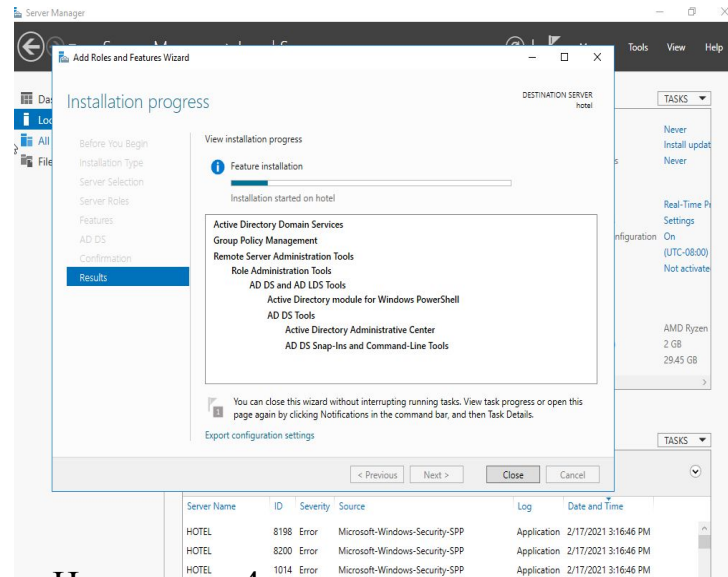 Server Manager
Add Roles and Features Wizard
Tools View Help
Installation progress
DESTINATION SERVER
hotel
TASKS
Before You Begin
Installation Type
Server Selection
Server Roles
Features
AD DS
Confirmation
Results
View installation progress
Feature installation
Installation started on hotel
Active Directory Domain Services
Group Policy Management
Remote Server Administration Tools
Role Administration Tools
AD DS and AD LDS Tools
Active Directory module for Windows PowerShell
AD DS Tools
Active Directory Administrative Center
AD DS Snap-Ins and Command-Line Tools
1 You can close this wizard without interrupting running tasks. View task progress or open this
page again by clicking Notifications in the command bar, and then Task Details.
Export configuration settings
< Previous Next > Close Cancel
Da
Loc
All
File
Never
Install updat
Never
Real-Time Pr
Settings
nfiguration On
(UTC-08:00)
Not activate
AMD Ryzen
2 GB
29.45 GB
TASKS
Server Name ID Severity Source Log Date and Time
HOTEL 8198 Error Microsoft-Windows-Security-SPP Application 2/17/2021 3:16:46 PM
HOTEL 8200 Error Microsoft-Windows-Security-SPP Application 2/17/2021 3:16:46 PM
HOTEL 1014 Error Microsoft-Windows-Security-SPP Application 2/17/2021 3:16:46 PM